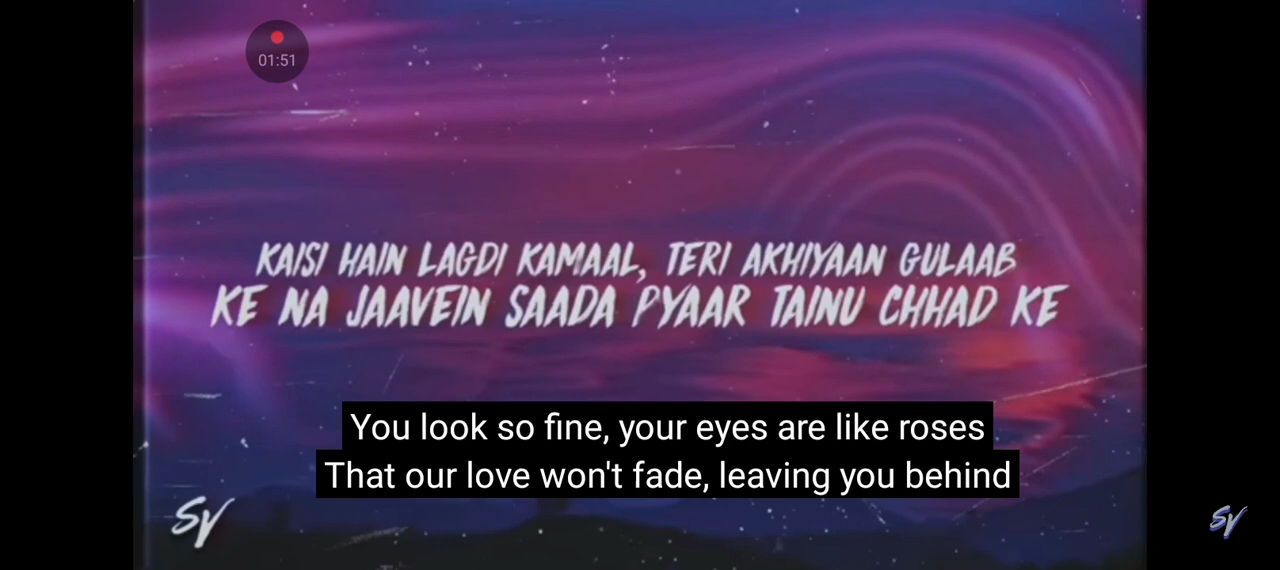 01:51
KAISI HAIN LAGDI KAMAAL, TERI AKHIYAAN GULAAB
KE NA JAAVEIN SAADA PYAAR TAINU CHHAD KE
You look so fine, your eyes are like roses
That our love won't fade, leaving you behind
SV
SV